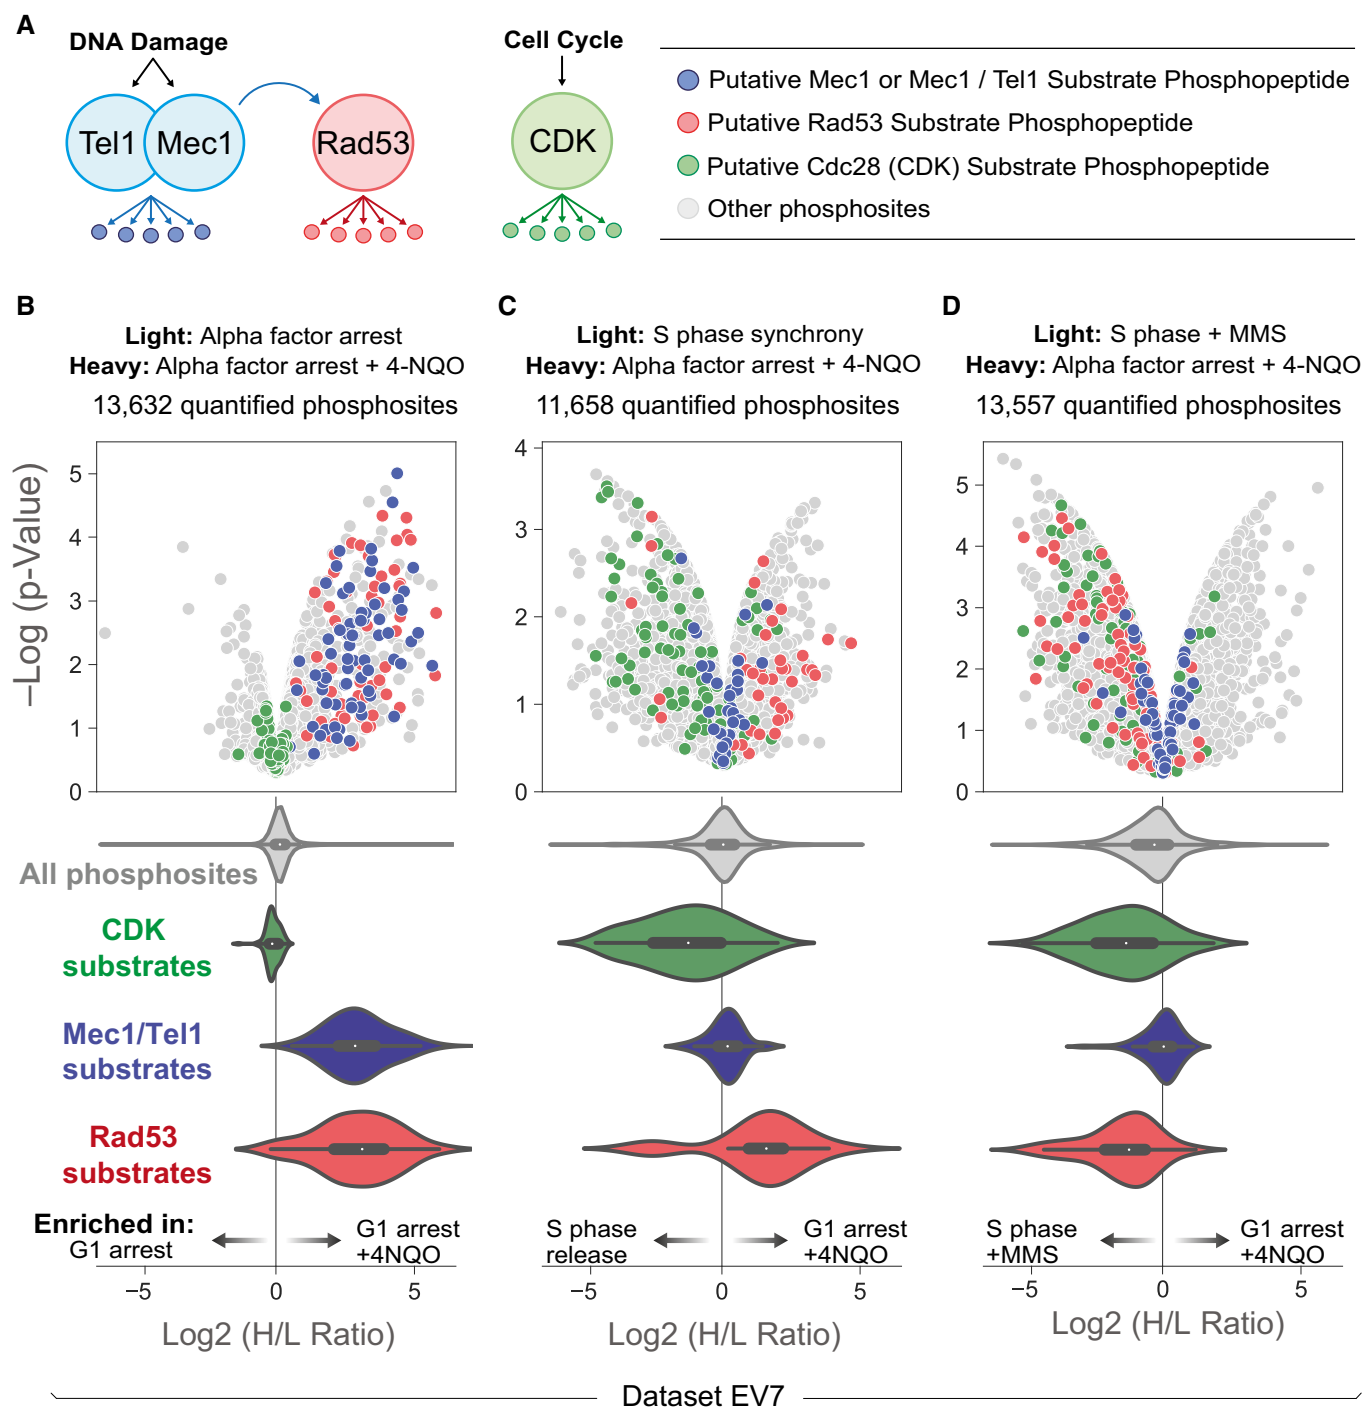 A
DNA Damage
Tel1
Mec1
Rad53
Cell Cycle
CDK
Putative Mec1 or Mec1 / Tel1 Substrate Phosphopeptide
Putative Rad53 Substrate Phosphopeptide
Putative Cdc28 (CDK) Substrate Phosphopeptide
Other phosphosites
B
Light: Alpha factor arrest
Heavy: Alpha factor arrest + 4-NQO
13,632 quantified phosphosites
C
Light: S phase synchrony
Heavy: Alpha factor arrest + 4-NQO
11,658 quantified phosphosites
D
Light: S phase + MMS
Heavy: Alpha factor arrest + 4-NQO
13,557 quantified phosphosites
–Log (p-Value)
5
4
3
2
1
0
4
3
2
1
0
5
4
3
2
1
0
All phosphosites
CDK
substrates
Mec1/Tel1
substrates
Rad53
substrates
Enriched in:
G1 arrest
G1 arrest
+4NQO
S phase
release
G1 arrest
+4NQO
S phase
+MMS
G1 arrest
+4NQO
−5 0 5
−5 0 5
−5 0 5
Log2 (H/L Ratio)
Log2 (H/L Ratio)
Log2 (H/L Ratio)
Dataset EV7